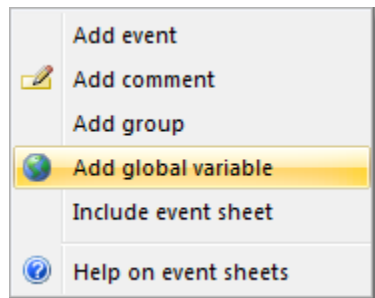 Add event
Add comment
Add group
Add global variable
Include event sheet
Help on event sheets